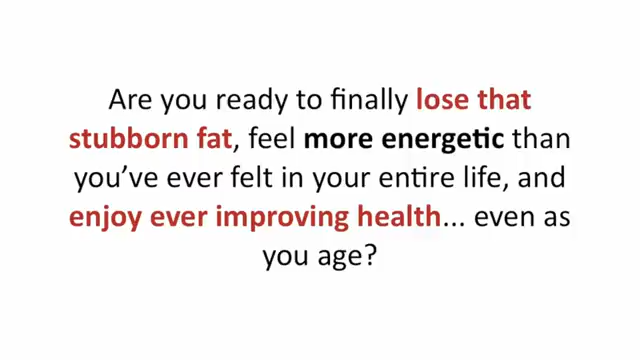 Are you ready to finally lose that
stubborn fat, feel more energetic than
you’ve ever felt in your entire life, and
enjoy ever improving health... even as
you age?